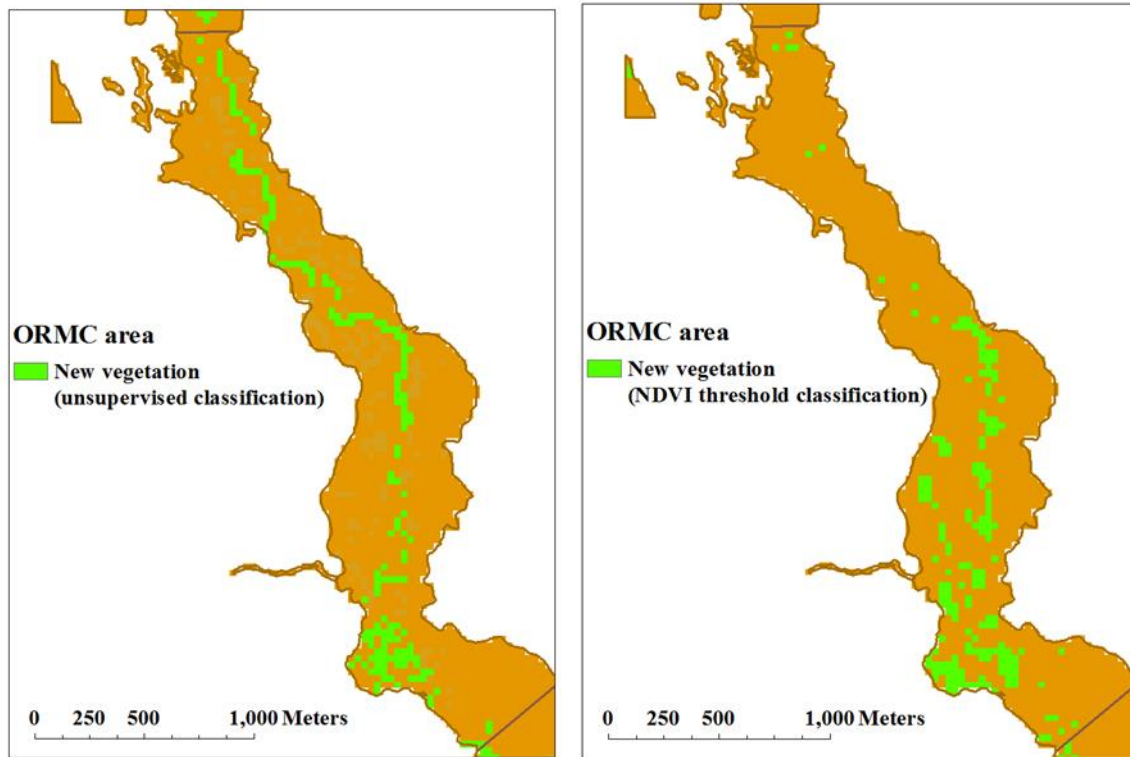 ORMC area
New vegetation
(unsupervised classification)
0 250 500 1,000 Meters
ORMC area
New vegetation
(NDVI threshold classification)
0 250 500 1,000 Meters